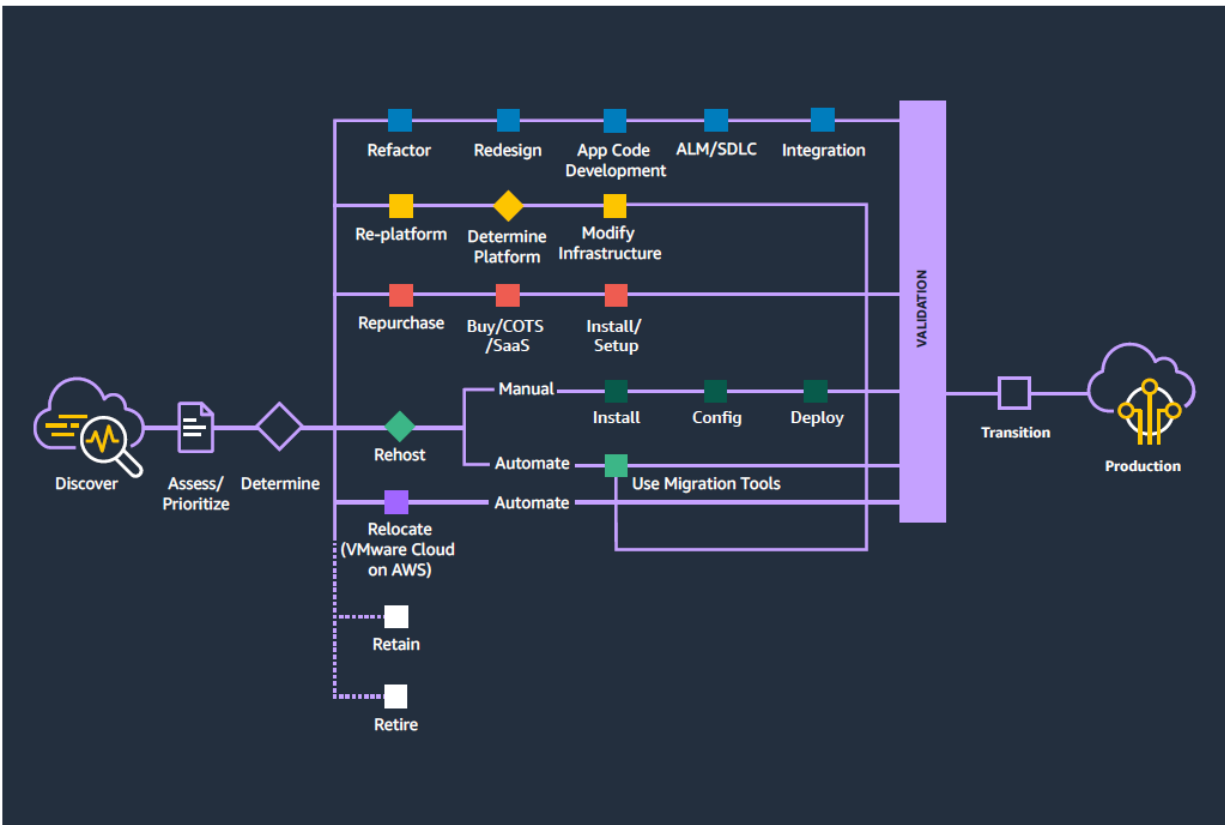 Refactor
Redesign
App Code
Development
ALM/SDLC
Integration
Re-platform
Determine
Platform
Modify
Infrastructure
Repurchase
Buy/COTS
/SaaS
Install/
Setup
VALIDATION
Manual
Install
Config
Deploy
Rehost
Automate
Use Migration Tools
Discover
Assess/
Prioritize
Determine
Automate
Relocate
(VMware Cloud
on AWS)
Retain
Retire
Transition
Production